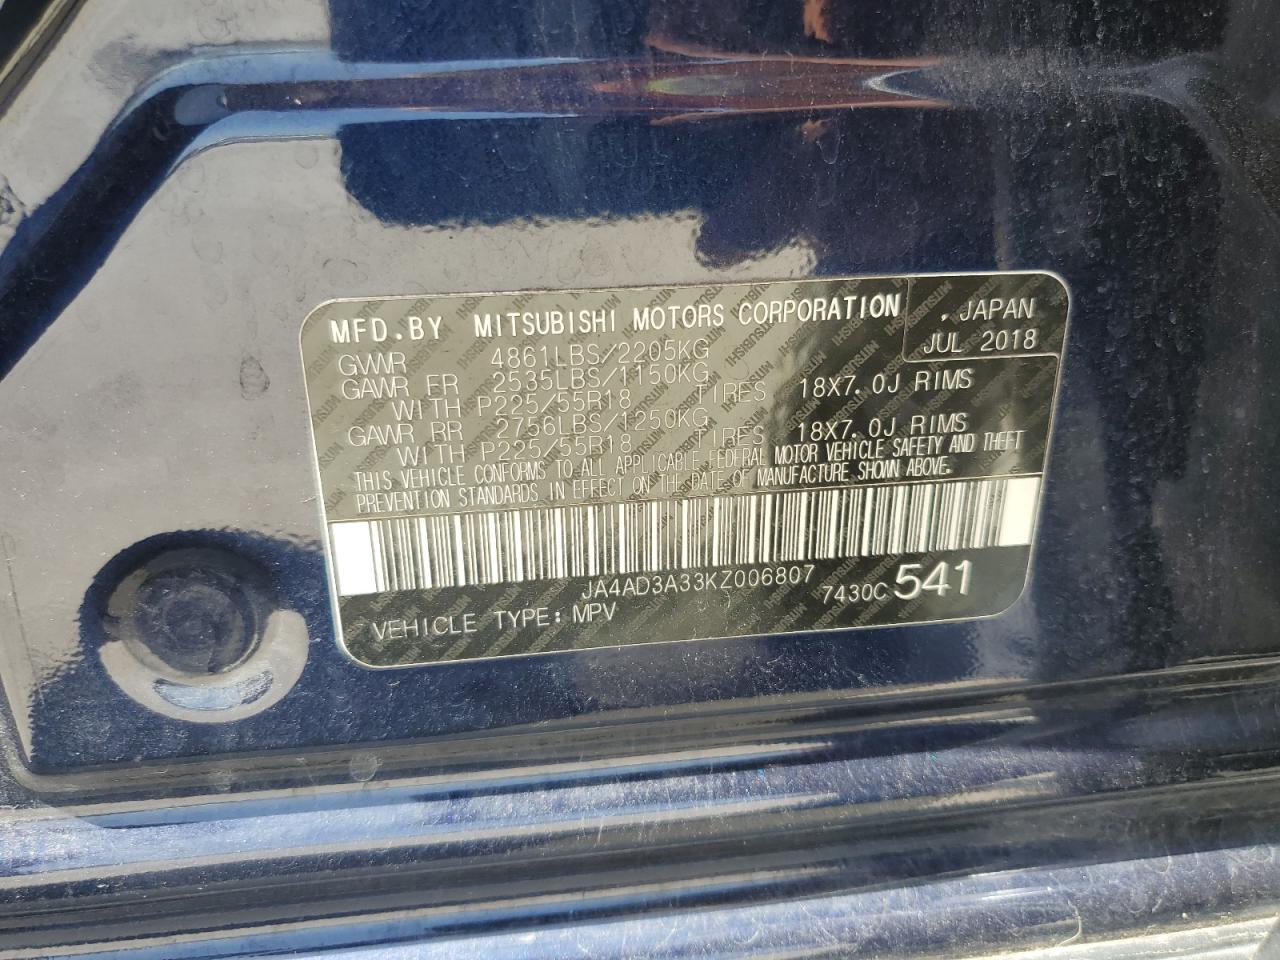 MFD.BY MITSUBISHI MOTORS CORPORATION , JAPAN
JUL 2018
GWWR 4861LBS/2205KG
GAWR FR 2535LBS/1150KG
WITH P225/55R18 TIRES 18X7.0J RIMS
GAWR RR 2756LBS/1250KG
WITH P225/55R18 TIRES 18X7.0J RIMS
THIS VEHICLE CONFORMS TO ALL APPLICABLE FEDERAL MOTOR VEHICLE SAFETY AND THEFT
PREVENTION STANDARDS IN EFFECT ON THE DATE OF MANUFACTURE SHOWN ABOVE.
JA4AD3A33KZ006807
7430C 541
VEHICLE TYPE: MPV